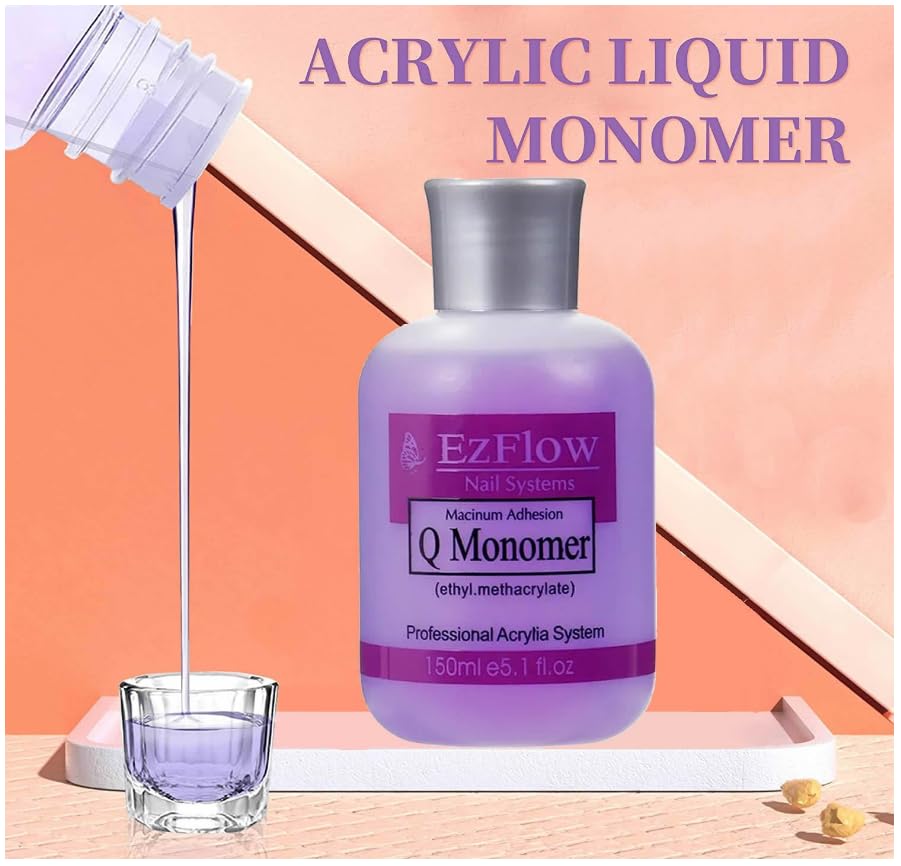 ACRYLIC LIQUID
MONOMER
EzFlow
Nail Systems
Macinum Adhesion
Q Monomer
(ethyl.methacrylate)
Professional Acrylia System
150ml e5.1 fl.oz